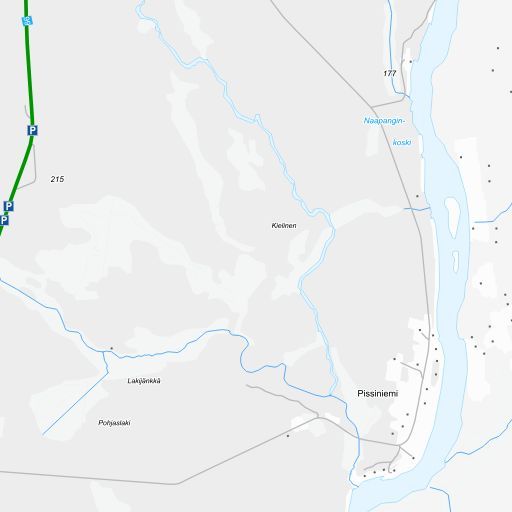 177
Naapangin-
koski
P
215
P
P
Kielinen
Lakijänkkä
Pissiniemi
Pohjaslaki